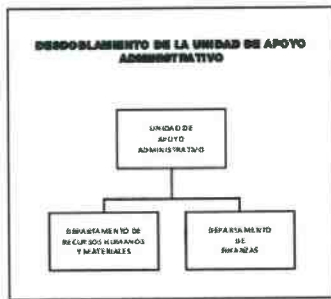 DESDOBLAMIENTO DE LA UNIDAD DE APOYO
ADMINISTRATIVO
UNIDAD DE
APOYO
ADMINISTRATIVO
DEPARTAMENTO DE
RECURSOS HUMANOS
Y MATERIALES
DEPARTAMENTO
DE
FINANZAS